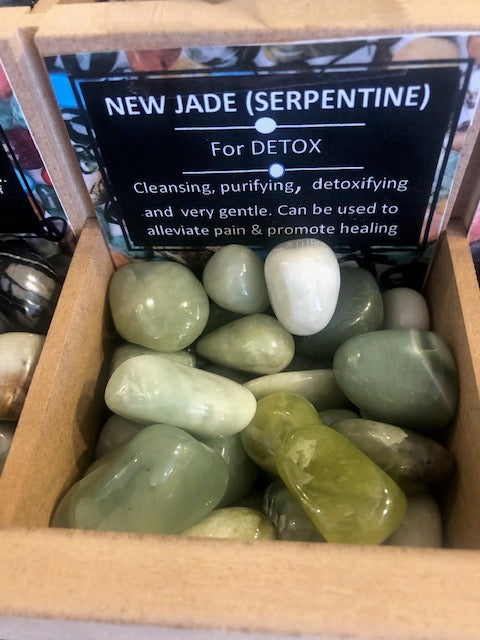 NEW JADE (SERPENTINE)
For DETOX
Cleansing, purifying, detoxifying
and very gentle. Can be used to
alleviate pain & promote healing